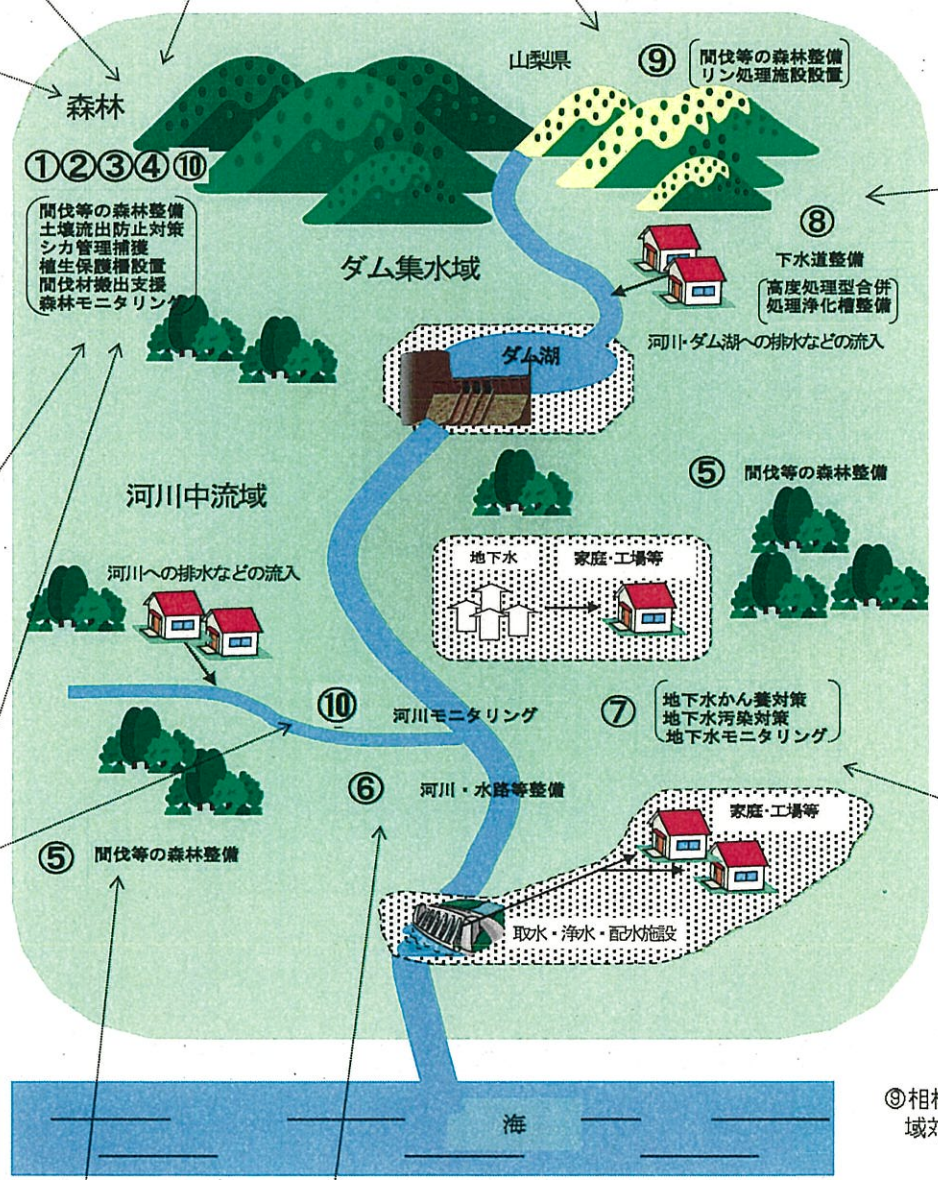 山梨県
⑨
間伐等の森林整備
リン処理施設設置
森林
①②③④⑩
間伐等の森林整備
土壌流出防止対策
シカ管理捕獲
植生保護柵設置
間伐材搬出支援
森林モニタリング
ダム集水域
⑧
下水道整備
高度処理型合併
処理浄化槽整備
河川・ダム湖への排水などの流入
ダム湖
河川中流域
⑤ 間伐等の森林整備
地下水
家庭・工場等
河川への排水などの流入
⑩ 河川モニタリング
⑦
地下水かん養対策
地下水汚染対策
地下水モニタリング
⑥ 河川・水路等整備
家庭・工場等
⑤ 間伐等の森林整備
取水・浄水・配水施設
海
⑨相
域